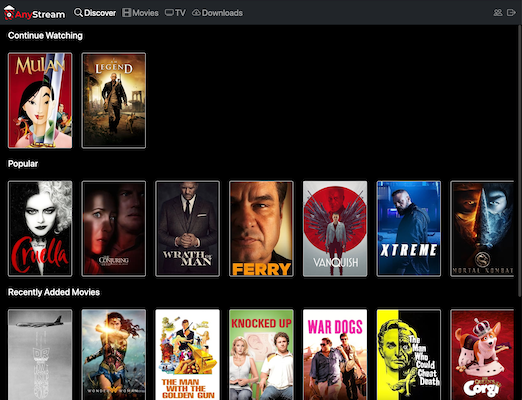 AnyStream Discover Movies TV Downloads
Continue Watching
MULAN
LEGEND
Popular
Cruella
THE CONJURING
WRATH OF MAN
FERRY
VANQUISH
XTREME
MORTAL KOMBAT
Recently Added Movies
WONDER WOMAN
THE MAN
WITH THE
GOLDEN GUN
KNOCKED UP
WAR DOGS
The
Man
Who
Could
Cheat
Death
Corgi